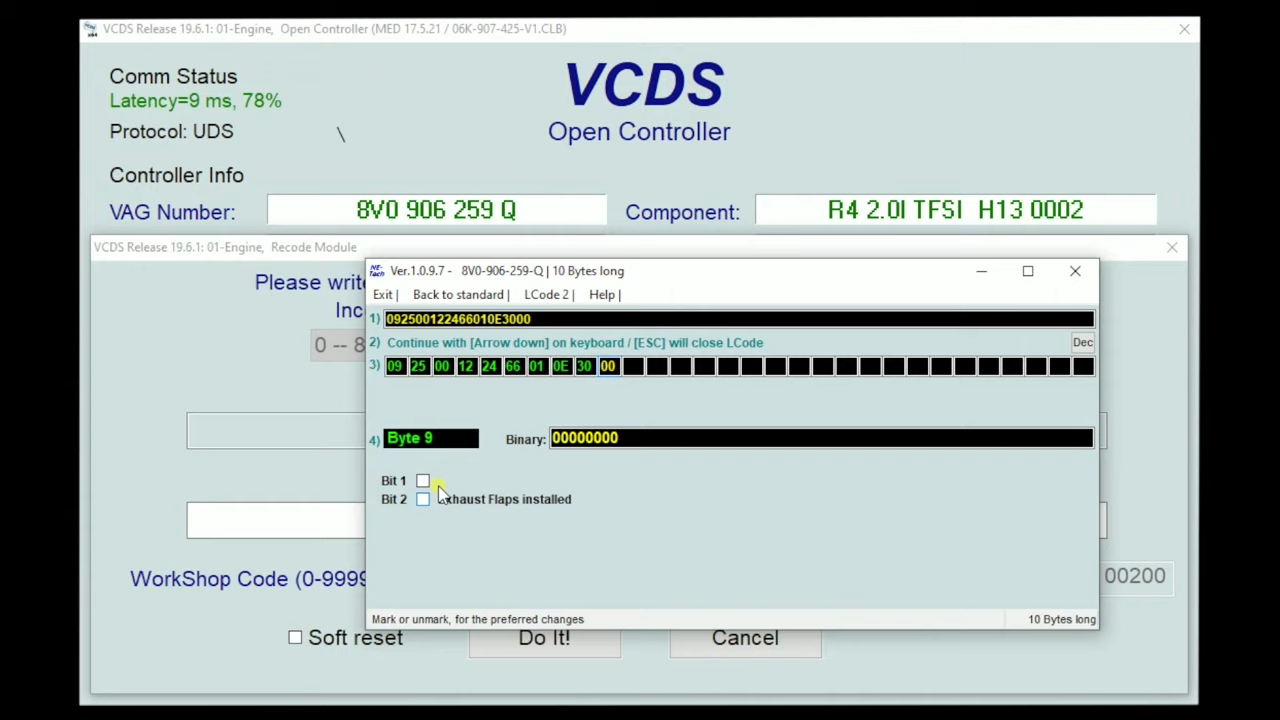 VCDS Release 19.6.1: 01-Engine, Open Controller (MED 17.5.21 / 06K-907-425-V1.CLB)
Comm Status
Latency=9 ms, 78%
Protocol: UDS
\
VCDS
Open Controller
Controller Info
VAG Number:
8V0 906 259 Q
Component:
R4 2.0l TFSI H13 0002
VCDS Release 19.6.1: 01-Engine, Recode Module
Please write
Inc
0 -- 8
NE-Tech Ver.1.0.9.7 - 8V0-906-259-Q | 10 Bytes long
Exit | Back to standard | LCode 2 | Help |
1) 092500122466010E3000
2) Continue with [Arrow down] on keyboard / [ESC] will close LCode
Dec
3) 09 25 00 12 24 66 01 0E 30 00
4) Byte 9 Binary: 00000000
Bit 1
Bit 2 Exhaust Flaps installed
Mark or unmark, for the preferred changes
10 Bytes long
WorkShop Code (0-9999
00200
Soft reset
Do It!
Cancel